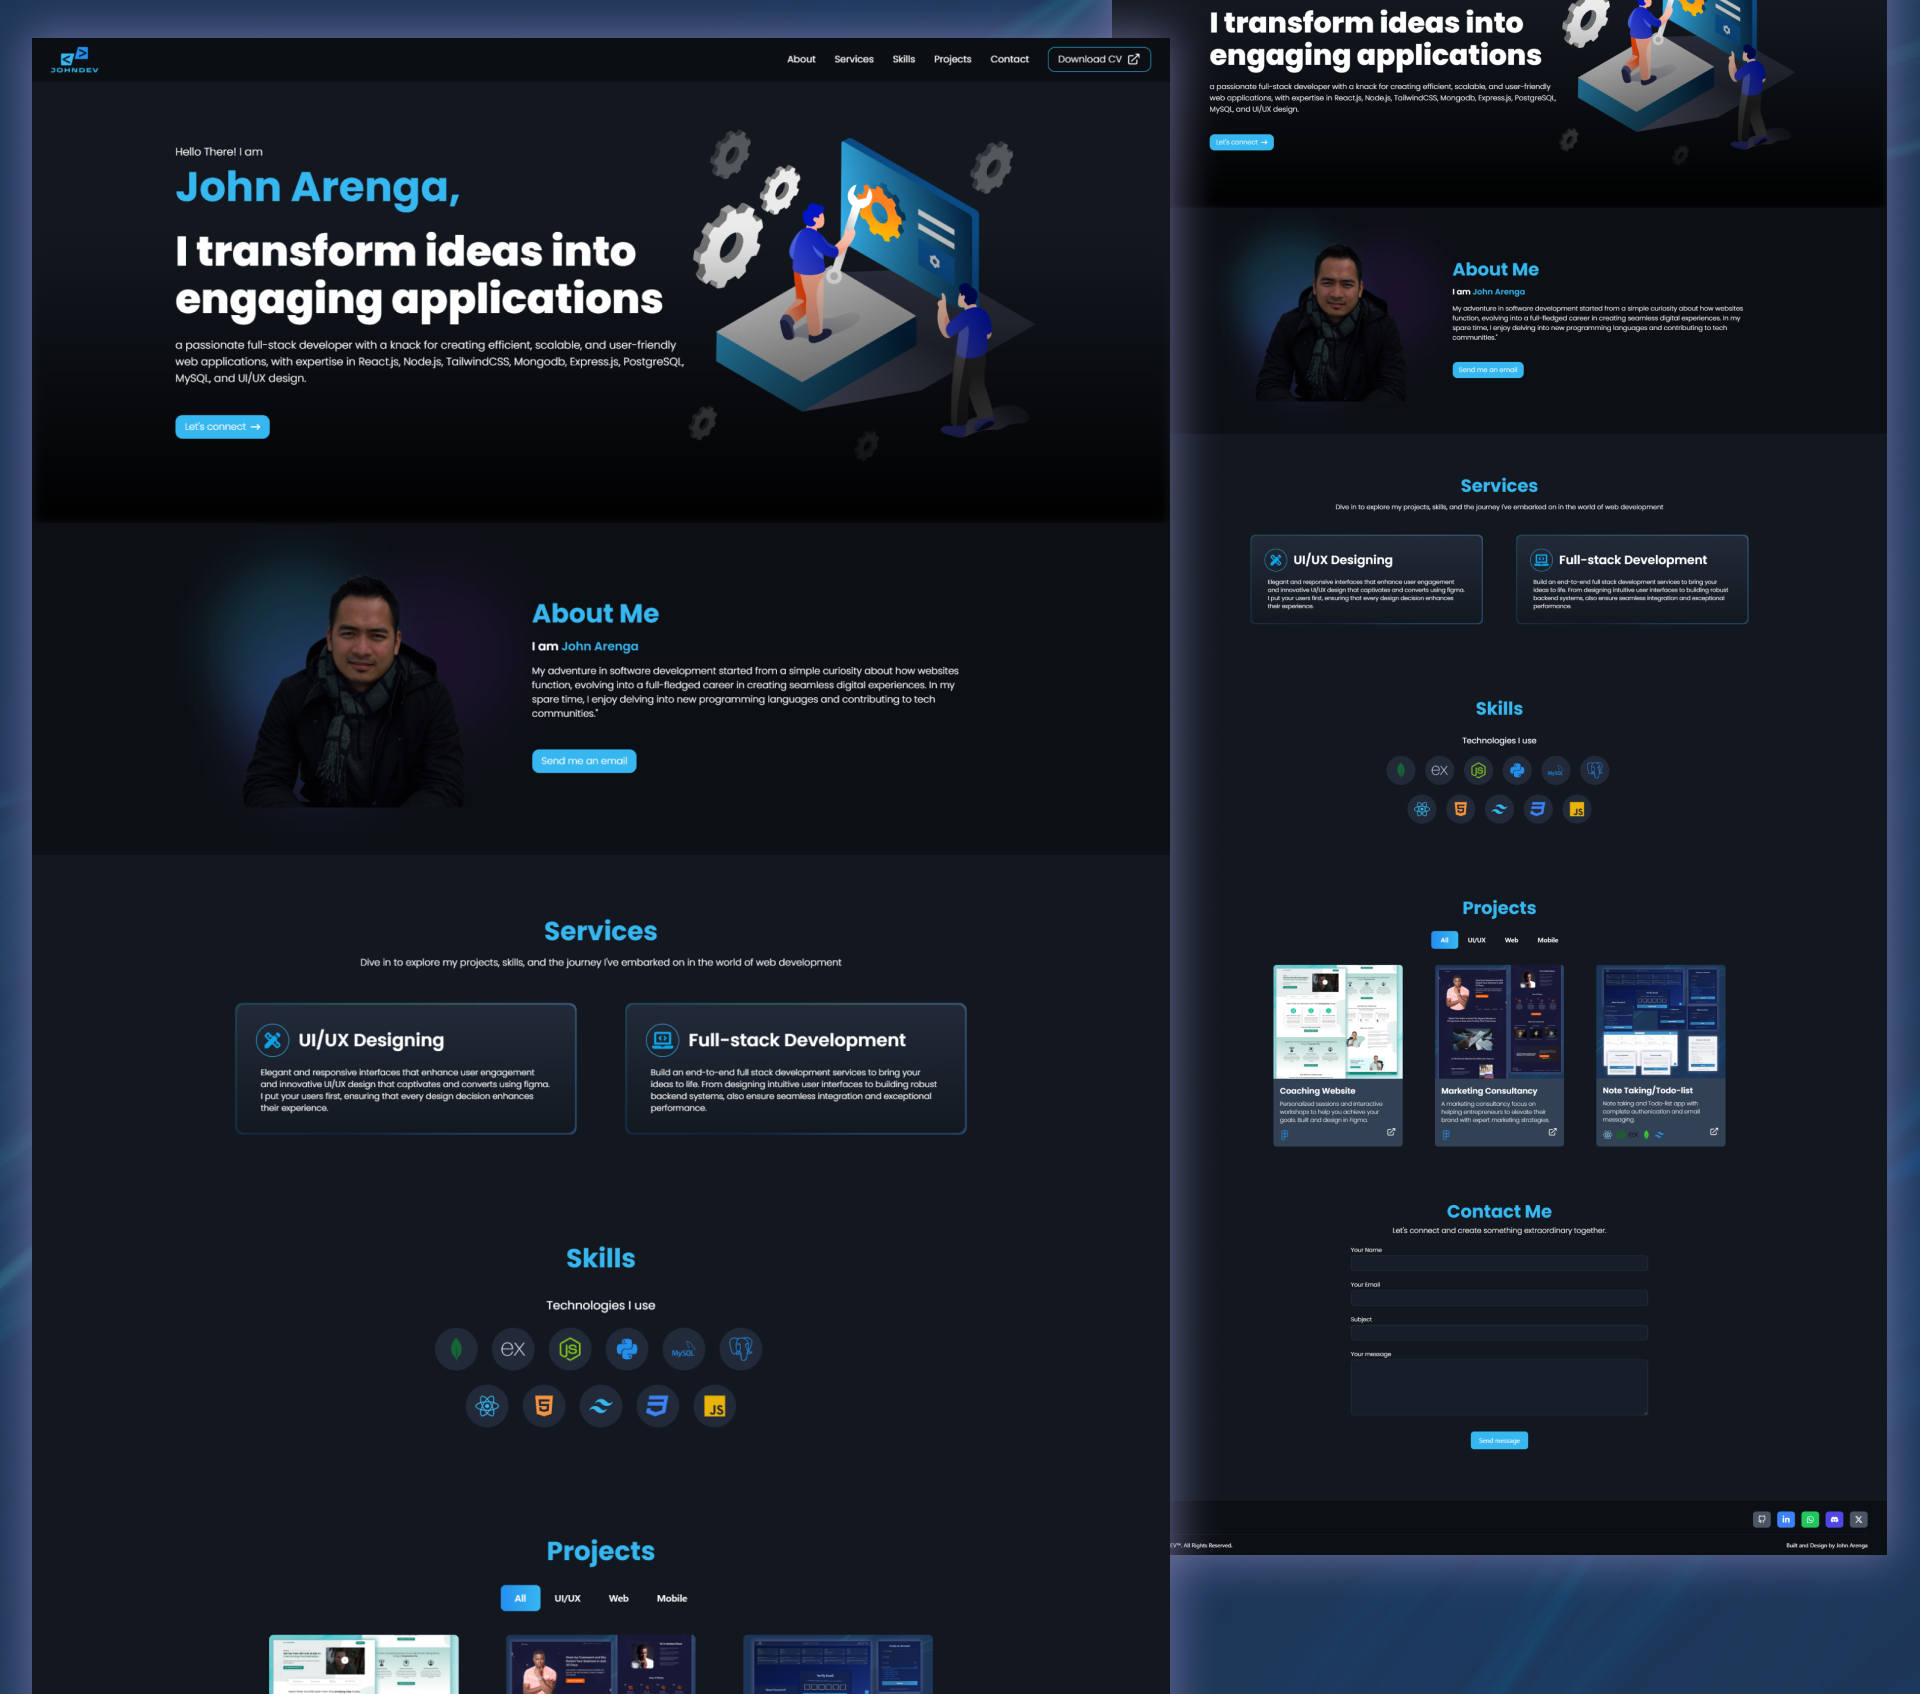 JOHNDEV
About Services Skills Projects Contact Download CV
Hello There! I am
John Arenga,
I transform ideas into
engaging applications
a passionate full-stack developer with a knack for creating efficient, scalable, and user-friendly
web applications, with expertise in React.js, Node.js, TailwindCSS, Mongodb, Express.js, PostgreSQL,
MySQL, and UI/UX design.
Let's connect →
About Me
I am John Arenga
My adventure in software development started from a simple curiosity about how websites
function, evolving into a full-fledged career in creating seamless digital experiences. In my
spare time, I enjoy delving into new programming languages and contributing to tech
communities."
Send me an email
Services
Dive in to explore my projects, skills, and the journey I've embarked on in the world of web development
UI/UX Designing
Elegant and responsive interfaces that enhance user engagement
and innovative UI/UX design that captivates and converts using figma.
I put your users first, ensuring that every design decision enhances
their experience.
Full-stack Development
Build an end-to-end full stack development services to bring your
ideas to life. From designing intuitive user interfaces to building robust
backend systems, also ensure seamless integration and exceptional
performance.
Skills
Technologies I use
ex
JS
MySQL
5
JS
Projects
All UI/UX Web Mobile
I transform ideas into
engaging applications
a passionate full-stack developer with a knack for creating efficient, scalable, and user-friendly
web applications, with expertise in React.js, Node.js, TailwindCSS, Mongodb, Express.js, PostgreSQL,
MySQL, and UI/UX design.
Let's connect →
About Me
I am John Arenga
My adventure in software development started from a simple curiosity about how websites
function, evolving into a full-fledged career in creating seamless digital experiences. In my
spare time, I enjoy delving into new programming languages and contributing to tech
communities."
Send me an email
Services
Dive in to explore my projects, skills, and the journey I've embarked on in the world of web development
UI/UX Designing
Elegant and responsive interfaces that enhance user engagement
and innovative UI/UX design that captivates and converts using figma.
I put your users first, ensuring that every design decision enhances
their experience.
Full-stack Development
Build an end-to-end full stack development services to bring your
ideas to life. From designing intuitive user interfaces to building robust
backend systems, also ensure seamless integration and exceptional
performance.
Skills
Technologies I use
ex
JS
MySQL
5
JS
Projects
All UI/UX Web Mobile
Coaching Website
Personalized sessions and interactive
workshops to help you achieve your
goals. Built and design in Figma.
Marketing Consultancy
A marketing consultancy focus on
helping entrepreneurs to elevate their
brand with expert marketing strategies.
Note Taking/Todo-list
Note taking and Todo-list app with
complete authenication and email
messaging.
ex
Contact Me
Let's connect and create something extraordinary together.
Your Name
Your Email
Subject
Your message
Send message
in
X
EV™. All Rights Reserved.
Built and Design by John Arenga